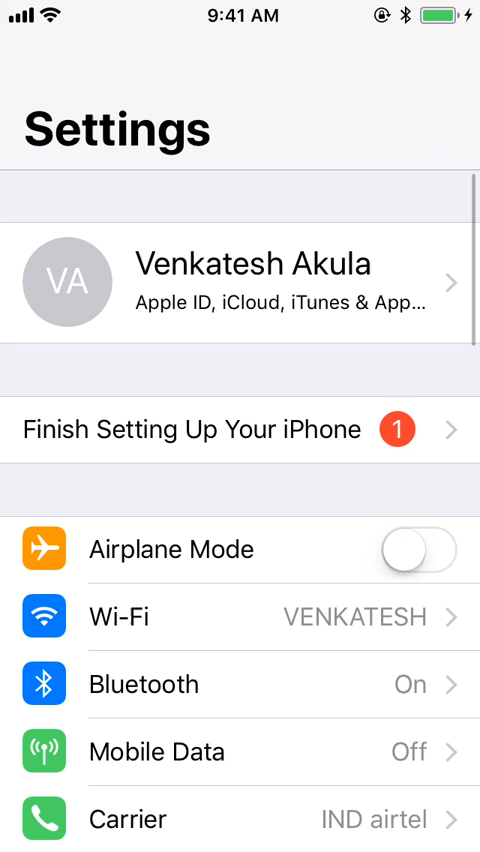 9:41 AM
Settings
VA
Venkatesh Akula
Apple ID, iCloud, iTunes & App...
Finish Setting Up Your iPhone 1
Airplane Mode
Wi-Fi VENKATESH
Bluetooth On
Mobile Data Off
Carrier IND airtel